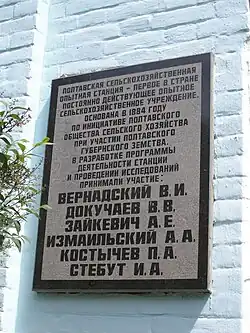 ПОЛТАВСКАЯ СЕЛЬСКОХОЗЯЙСТВЕННАЯ
ОПЫТНАЯ СТАНЦИЯ – ПЕРВОЕ В СТРАНЕ
ПОСТОЯННО ДЕЙСТВУЮЩЕЕ ОПЫТНОЕ
СЕЛЬСКОХОЗЯЙСТВЕННОЕ УЧРЕЖДЕНИЕ.
ОСНОВАНА В 1884 ГОДУ
ПО ИНИЦИАТИВЕ ПОЛТАВСКОГО
ОБЩЕСТВА СЕЛЬСКОГО ХОЗЯЙСТВА
ПРИ УЧАСТИИ ПОЛТАВСКОГО
ГУБЕРНСКОГО ЗЕМСТВА.
В РАЗРАБОТКЕ ПРОГРАММЫ
ДЕЯТЕЛЬНОСТИ СТАНЦИИ
И ПРОВЕДЕНИИ ИССЛЕДОВАНИЙ
ПРИНИМАЛИ УЧАСТИЕ:
ВЕРНАДСКИЙ В.И.
ДОКУЧАЕВ В.В.
ЗАЙКЕВИЧ А.Е.
ИЗМАИЛЬСКИЙ А.А.
КОСТЫЧЕВ П.А.
СТЕБУТ И.А.